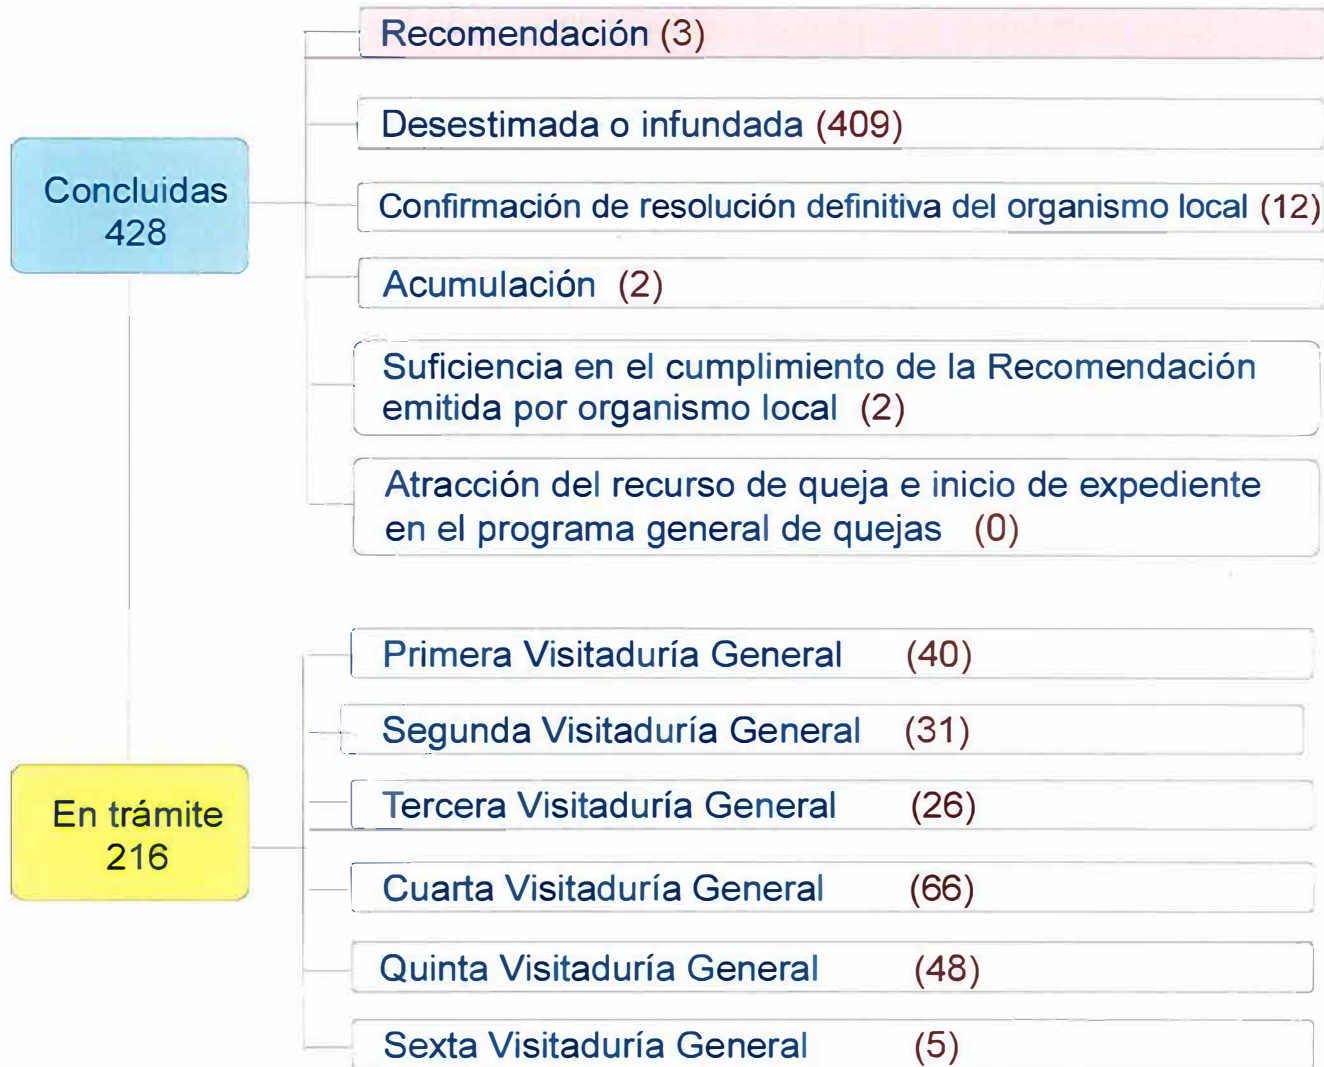 Recomendación (3)
Desestimada o infundada (409)
Concluidas
428
Confirmación de resolución definitiva del organismo local (12)
Acumulación (2)
Suficiencia en el cumplimiento de la Recomendación
emitida por organismo local (2)
Atracción del recurso de queja e inicio de expediente
en el programa general de quejas (0)
Primera Visitaduría General (40)
Segunda Visitaduría General (31)
En trámite
216
Tercera Visitaduría General (26)
Cuarta Visitaduría General (66)
Quinta Visitaduría General (48)
Sexta Visitaduría General (5)